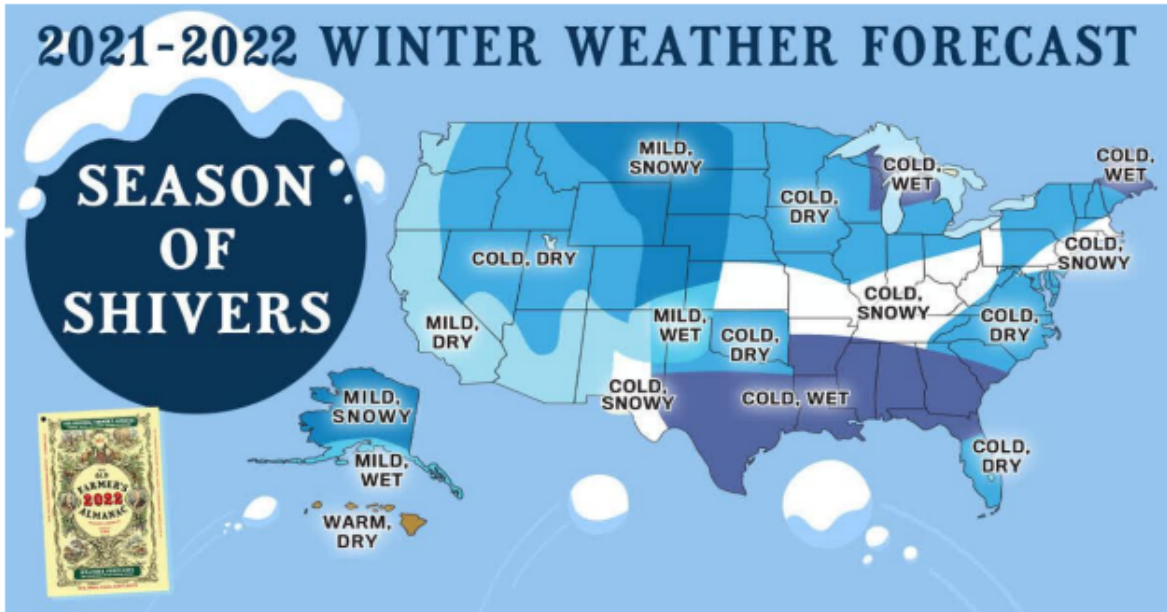 2021-2022 WINTER WEATHER FORECAST
SEASON
OF
SHIVERS
MILD,
SNOWY
COLD,
WET
COLD,
WET
COLD,
DRY
COLD, DRY
COLD,
SNOWY
COLD,
SNOWY
MILD,
DRY
MILD,
WET
COLD,
DRY
COLD,
DRY
COLD,
SNOWY
COLD, WET
COLD,
DRY
MILD,
SNOWY
MILD,
WET
WARM,
DRY
OLD
FARMER'S
2022
ALMANAC